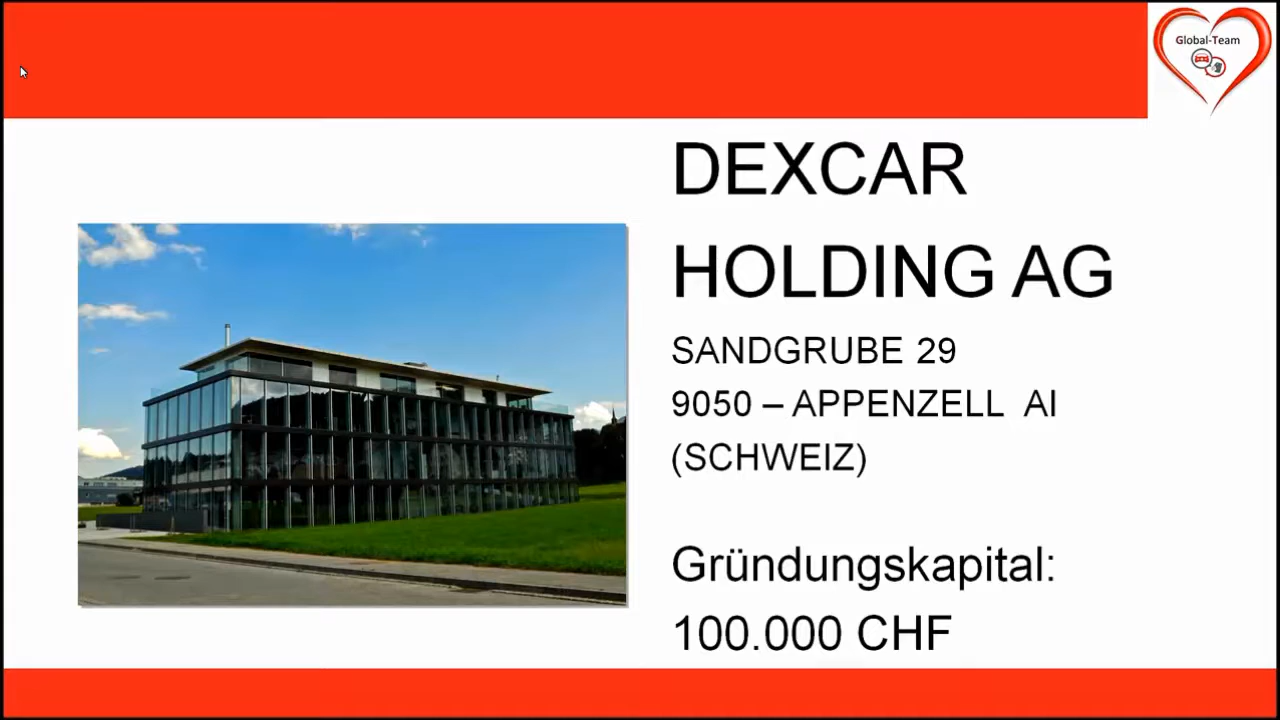 Global-Team
DEXCAR
HOLDING AG
SANDGRUBE 29
9050 – APPENZELL AI
(SCHWEIZ)
Gründungskapital:
100.000 CHF